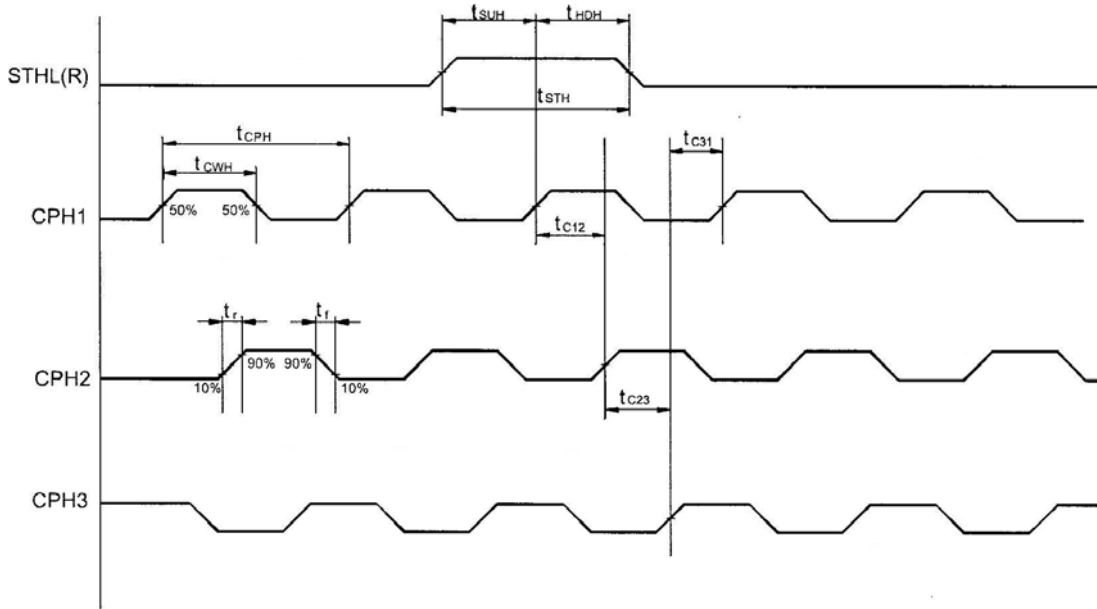 tSUH tHDH
STHL(R)
tSTH
tCPH
tC31
tCWH
CPH1
50% 50%
tC12
tr tf
CPH2
90% 90%
10% 10%
tC23
CPH3